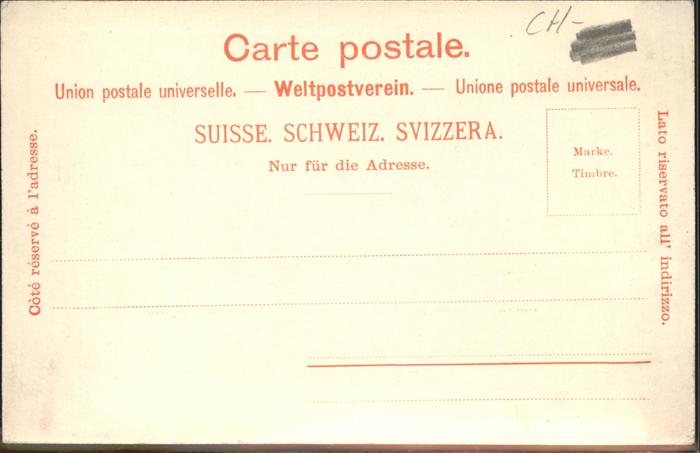 CH-
Carte postale.
Union postale universelle. — Weltpostverein. — Unione postale universale.
SUISSE. SCHWEIZ. SVIZZERA.
Nur für die Adresse.
Marke.
Timbre.
Côté réservé à l'adresse.
Lato riservato all' indirizzo.